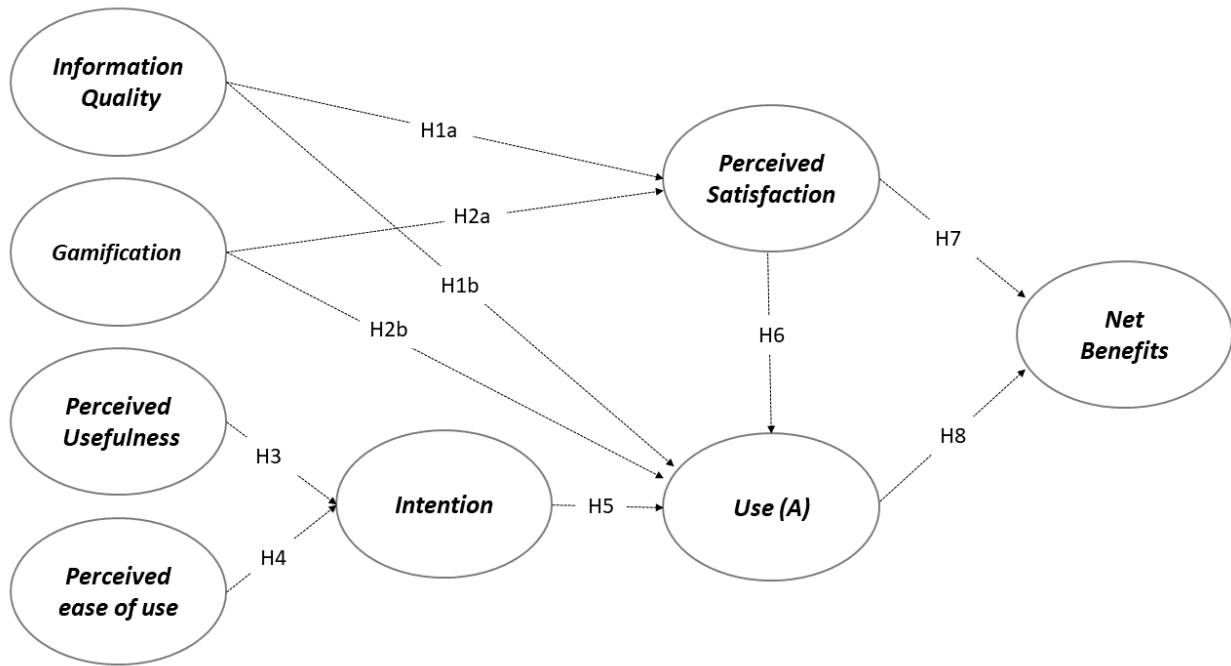 Information
Quality
H1a
Perceived
Satisfaction
H2a
Gamification
H7
H1b
H2b
H6
Net
Benefits
Perceived
Usefulness
H3
H8
Intention
H5
Use (A)
H4
Perceived
ease of use